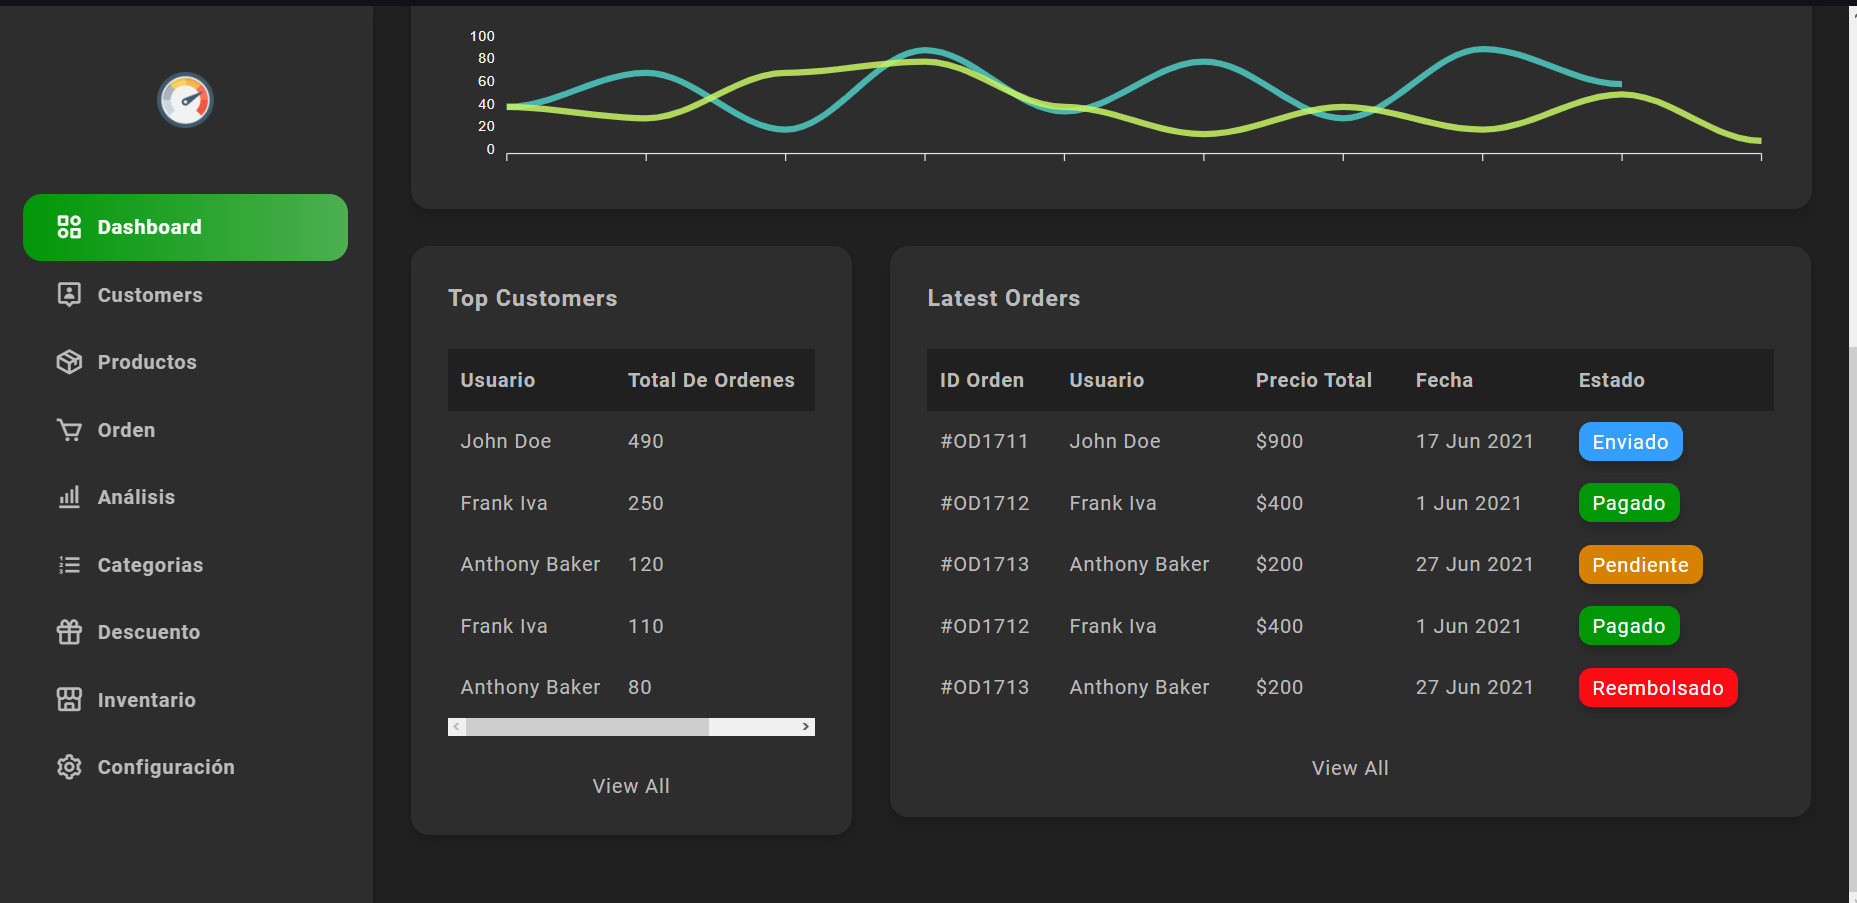 Dashboard
Customers
Productos
Orden
Análisis
Categorias
Descuento
Inventario
Configuración
100
80
60
40
20
0
Top Customers
Usuario Total De Ordenes
John Doe 490
Frank Iva 250
Anthony Baker 120
Frank Iva 110
Anthony Baker 80
View All
Latest Orders
ID Orden Usuario Precio Total Fecha Estado
#OD1711 John Doe $900 17 Jun 2021 Enviado
#OD1712 Frank Iva $400 1 Jun 2021 Pagado
#OD1713 Anthony Baker $200 27 Jun 2021 Pendiente
#OD1712 Frank Iva $400 1 Jun 2021 Pagado
#OD1713 Anthony Baker $200 27 Jun 2021 Reembolsado
View All